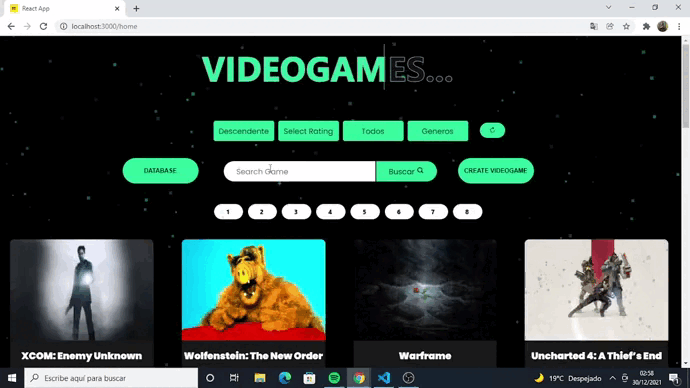 React App
localhost:3000/home
VIDEOGAMES...
Descendente Select Rating Todos Generos
DATABASE Search Game Buscar CREATE VIDEOGAME
1 2 3 4 5 6 7 8
XCOM: Enemy Unknown Wolfenstein: The New Order Warframe Uncharted 4: A Thief's End
Escribe aquí para buscar 19°C Despejado 02:58
30/12/2021